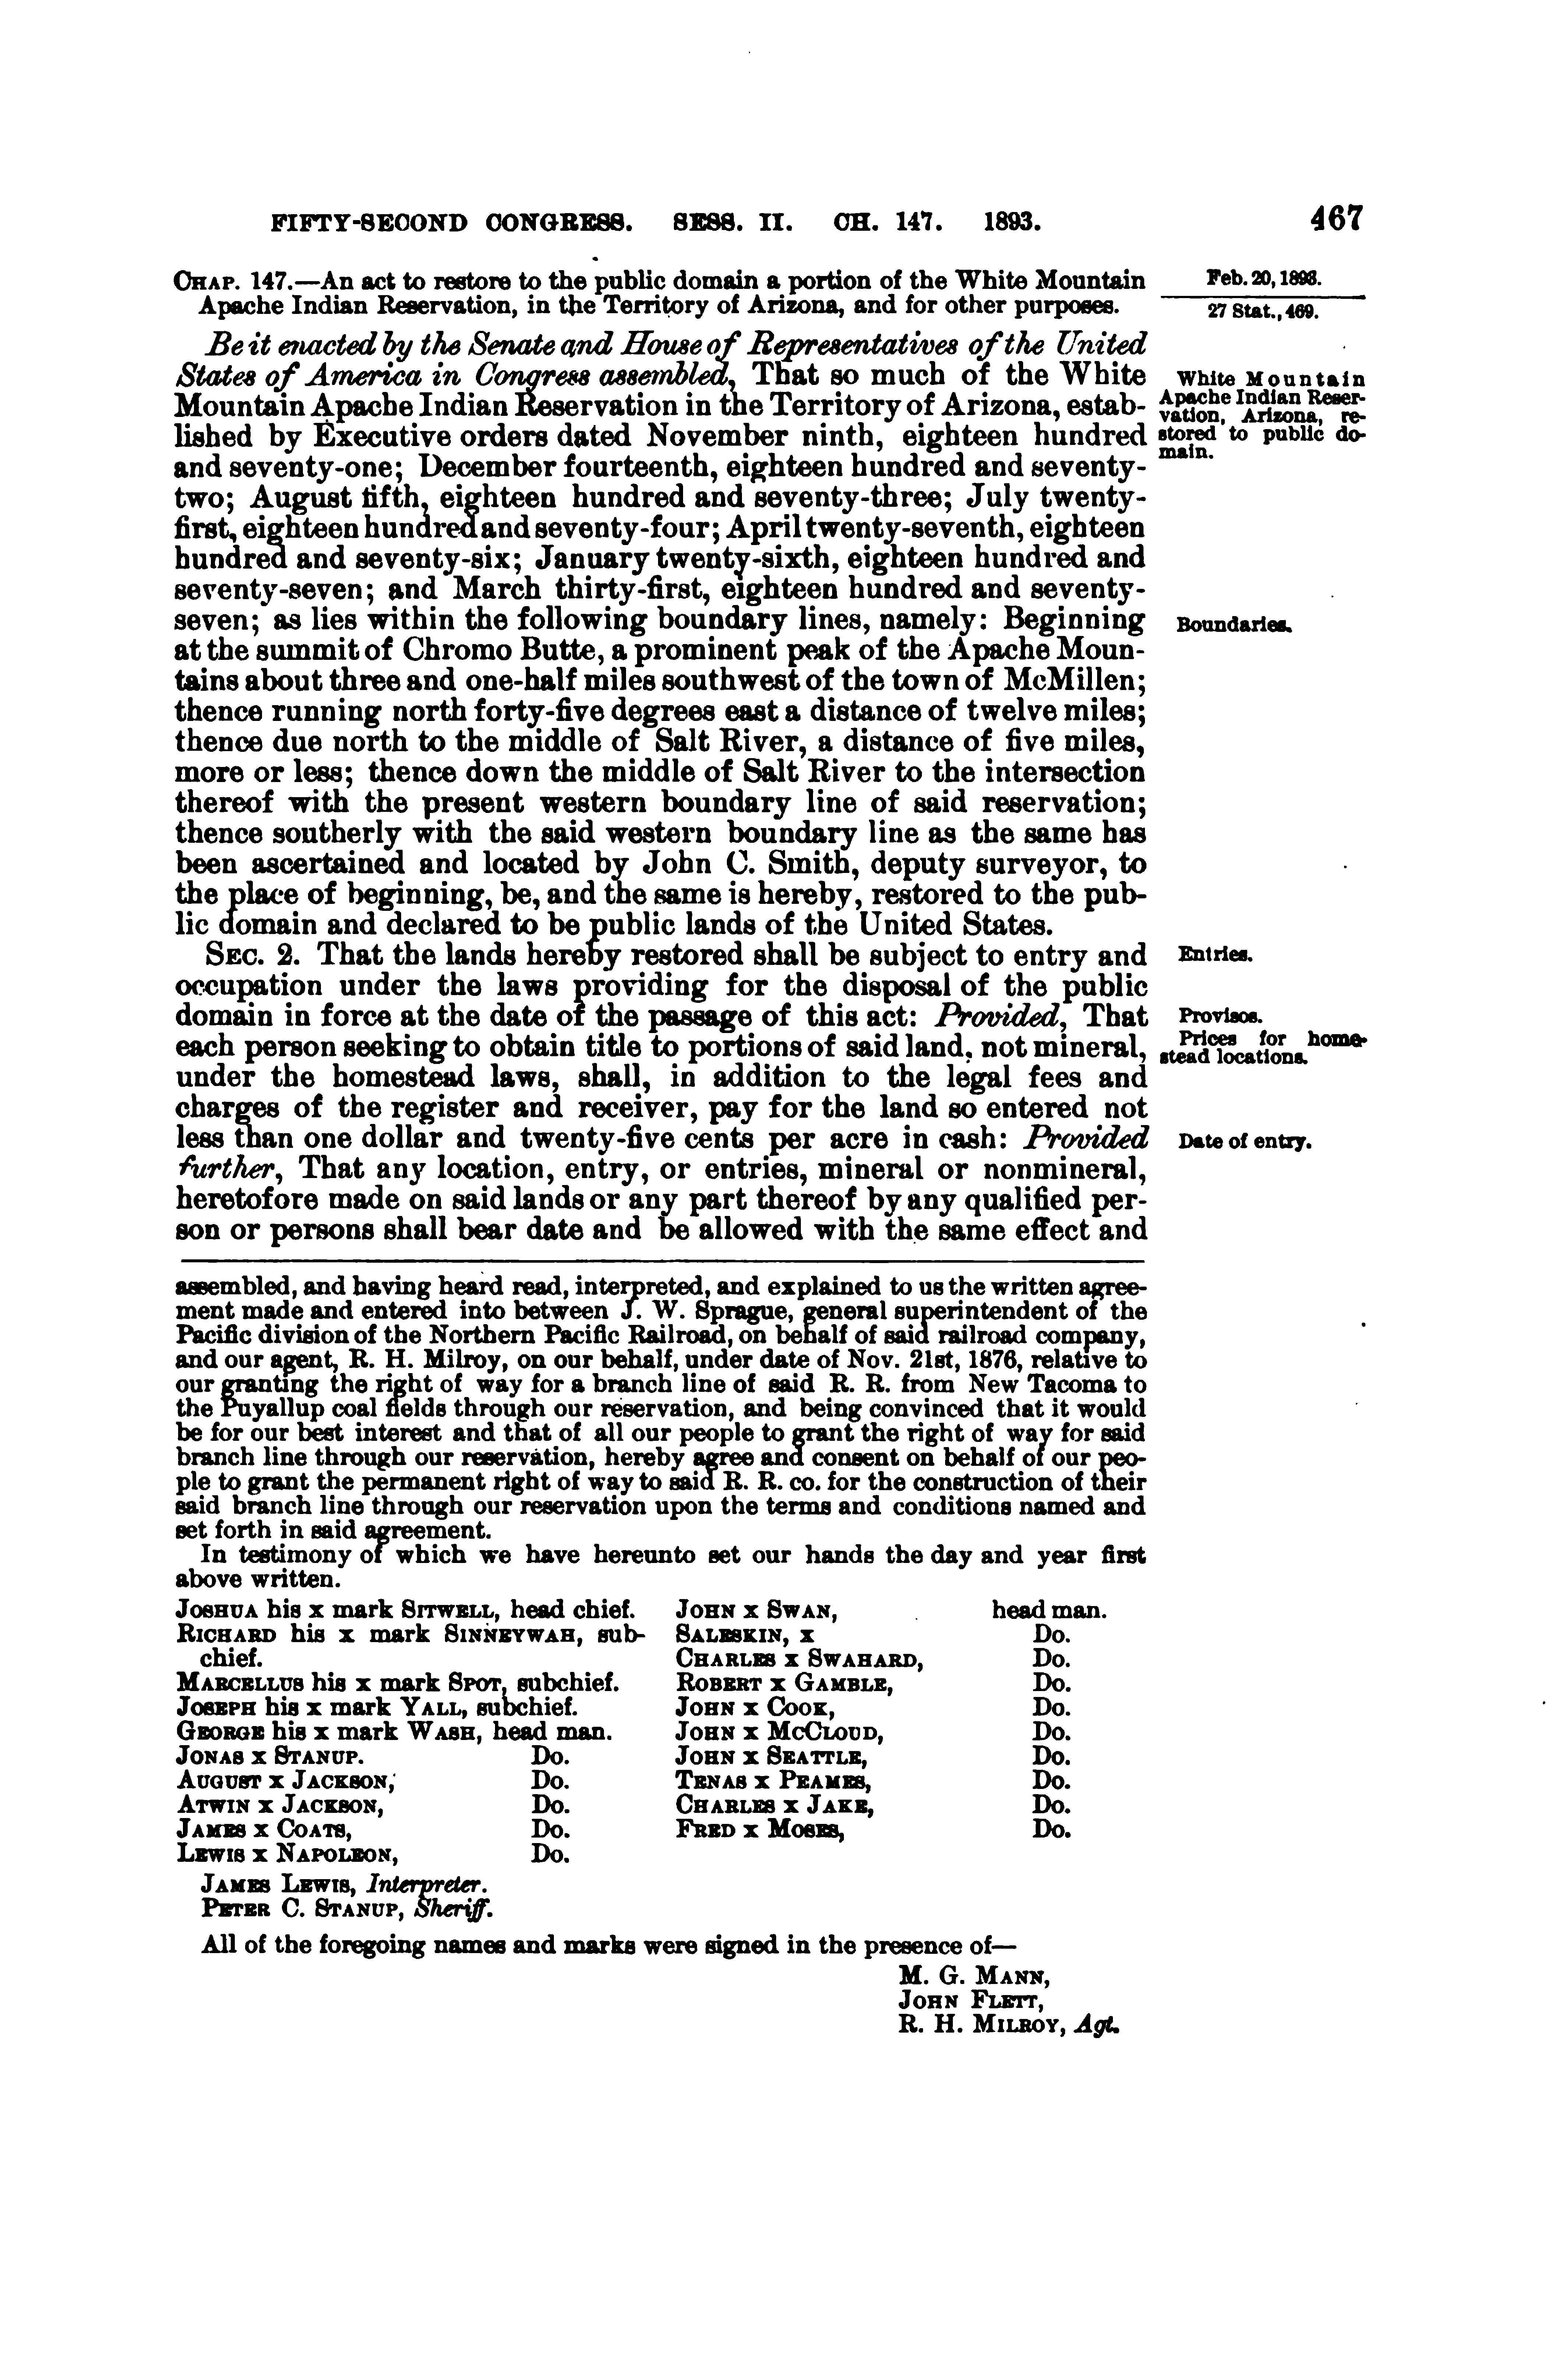 FIFTY-SECOND CONGRESS. SESS. II. CH. 147. 1893. 467
CHAP. 147.—An act to restore to the public domain a portion of the White Mountain
Apache Indian Reservation, in the Territory of Arizona, and for other purposes.
Feb. 20, 1893.
27 Stat., 469.
Be it enacted by the Senate and House of Representatives of the United
States of America in Congress assembled, That so much of the White
Mountain Apache Indian Reservation in the Territory of Arizona, estab-
lished by Executive orders dated November ninth, eighteen hundred
and seventy-one; December fourteenth, eighteen hundred and seventy-
two; August fifth, eighteen hundred and seventy-three; July twenty-
first, eighteen hundred and seventy-four; April twenty-seventh, eighteen
hundred and seventy-six; January twenty-sixth, eighteen hundred and
seventy-seven; and March thirty-first, eighteen hundred and seventy-
seven; as lies within the following boundary lines, namely: Beginning
at the summit of Chromo Butte, a prominent peak of the Apache Moun-
tains about three and one-half miles southwest of the town of McMillen;
thence running north forty-five degrees east a distance of twelve miles;
thence due north to the middle of Salt River, a distance of five miles,
more or less; thence down the middle of Salt River to the intersection
thereof with the present western boundary line of said reservation;
thence southerly with the said western boundary line as the same has
been ascertained and located by John C. Smith, deputy surveyor, to
the place of beginning, be, and the same is hereby, restored to the pub-
lic domain and declared to be public lands of the United States.
White Mountain
Apache Indian Reser-
vation, Arizona, re-
stored to public do-
main.
Boundaries.
SEC. 2. That the lands hereby restored shall be subject to entry and
occupation under the laws providing for the disposal of the public
domain in force at the date of the passage of this act: Provided, That
each person seeking to obtain title to portions of said land, not mineral,
under the homestead laws, shall, in addition to the legal fees and
charges of the register and receiver, pay for the land so entered not
less than one dollar and twenty-five cents per acre in cash: Provided
further, That any location, entry, or entries, mineral or nonmineral,
heretofore made on said lands or any part thereof by any qualified per-
son or persons shall bear date and be allowed with the same effect and
Entries.
Provisos.
Prices for home-
stead locations.
Date of entry.
assembled, and having heard read, interpreted, and explained to us the written agree-
ment made and entered into between J. W. Sprague, general superintendent of the
Pacific division of the Northern Pacific Railroad, on behalf of said railroad company,
and our agent, R. H. Milroy, on our behalf, under date of Nov. 21st, 1876, relative to
our granting the right of way for a branch line of said R. R. from New Tacoma to
the Puyallup coal fields through our reservation, and being convinced that it would
be for our best interest and that of all our people to grant the right of way for said
branch line through our reservation, hereby agree and consent on behalf of our peo-
ple to grant the permanent right of way to said R. R. co. for the construction of their
said branch line through our reservation upon the terms and conditions named and
set forth in said agreement.
In testimony of which we have hereunto set our hands the day and year first
above written.
JOSHUA his x mark SITWELL, head chief.
RICHARD his x mark SINNEYWAH, sub-
chief.
MARCELLUS his x mark SPOT, subchief.
JOSEPH his x mark YALL, subchief.
GEORGE his x mark WASH, head man.
JONAS X STANUP. Do.
AUGUST X JACKSON, Do.
ATWIN X JACKSON, Do.
JAMES X COATS, Do.
LEWIS X NAPOLEON, Do.
JOHN X SWAN, head man.
SALESKIN, X Do.
CHARLES X SWAHARD, Do.
ROBERT X GAMBLE, Do.
JOHN X COOK, Do.
JOHN X MCCLOUD, Do.
JOHN X SEATTLE, Do.
TENAS X PEAMES, Do.
CHARLES X JAKE, Do.
FRED X MOSES, Do.
JAMES LEWIS, Interpreter.
PETER C. STANUP, Sheriff.
All of the foregoing names and marks were signed in the presence of—
M. G. MANN,
JOHN FLETT,
R. H. MILROY, Agt.